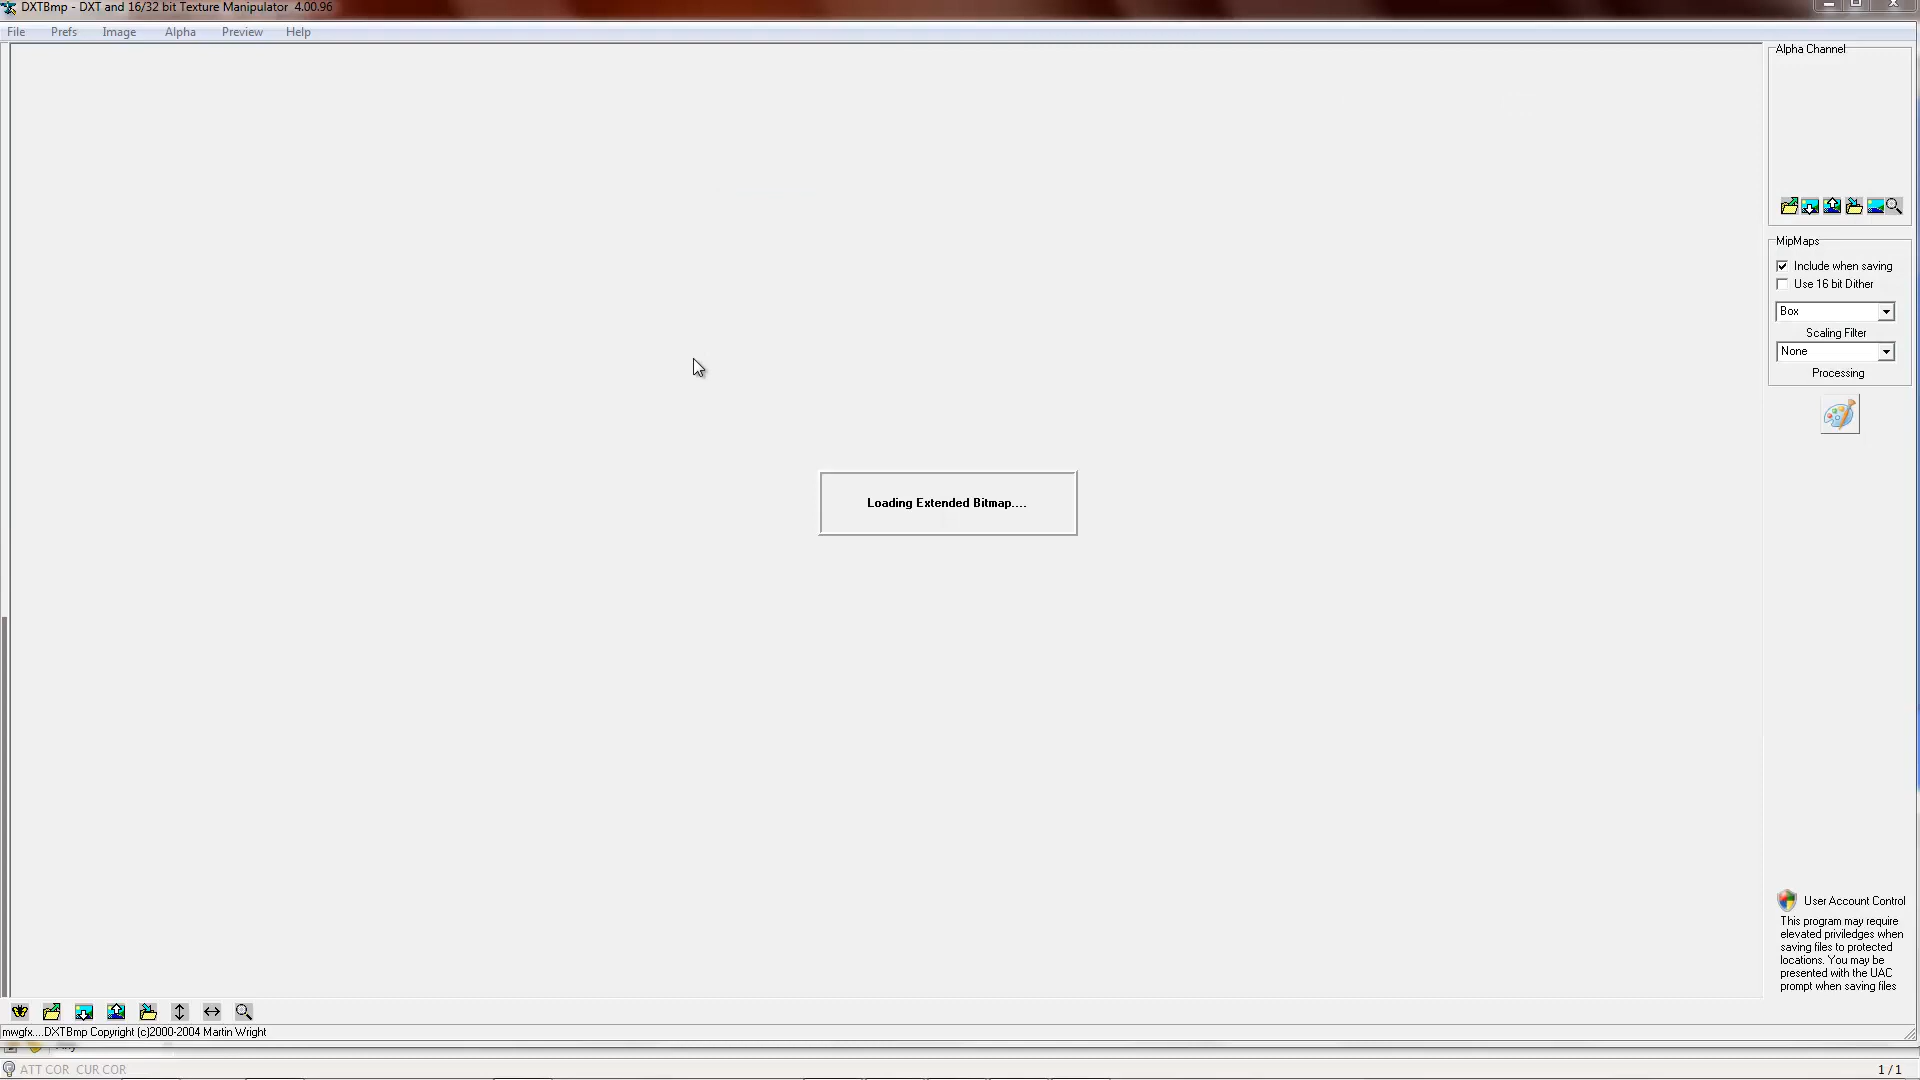 DXTBmp - DXT and 16/32 bit Texture Manipulator 4.00.96
File Prefs Image Alpha Preview Help
Alpha Channel
MipMaps
Include when saving
Use 16 bit Dither
Box
Scaling Filter
None
Processing
Loading Extended Bitmap....
User Account Control
This program may require
elevated priviledges when
saving files to protected
locations. You may be
presented with the UAC
prompt when saving files
mwgfx....DXTBmp Copyright (c)2000-2004 Martin Wright
ATT COR CUR COR
1 / 1